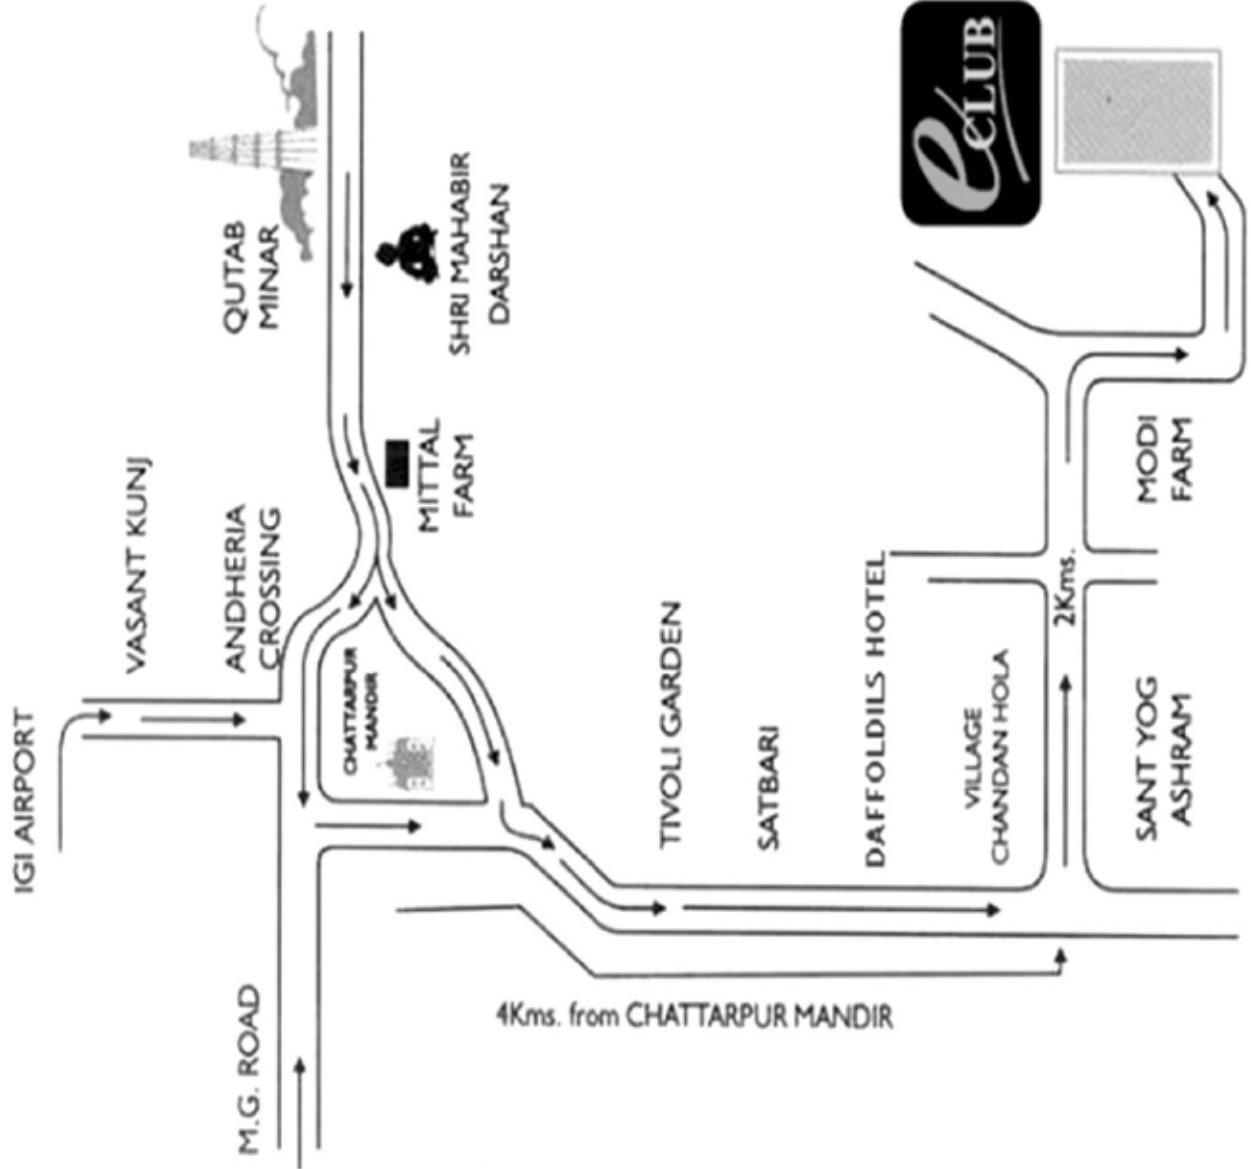 IGI AIRPORT
VASANT KUNJ
ANDHERIA
CROSSING
QUTAB
MINAR
M.G. ROAD
CHATTARPUR
MANDIR
MITTAL
FARM
SHRI MAHABIR
DARSHAN
4Kms. from CHATTARPUR MANDIR
TIVOLI GARDEN
SATBARI
DAFFOLDILS HOTEL
VILLAGE
CHANDAN HOLA
2Kms.
SANT YOG
ASHRAM
MODI
FARM
e
eCLUB